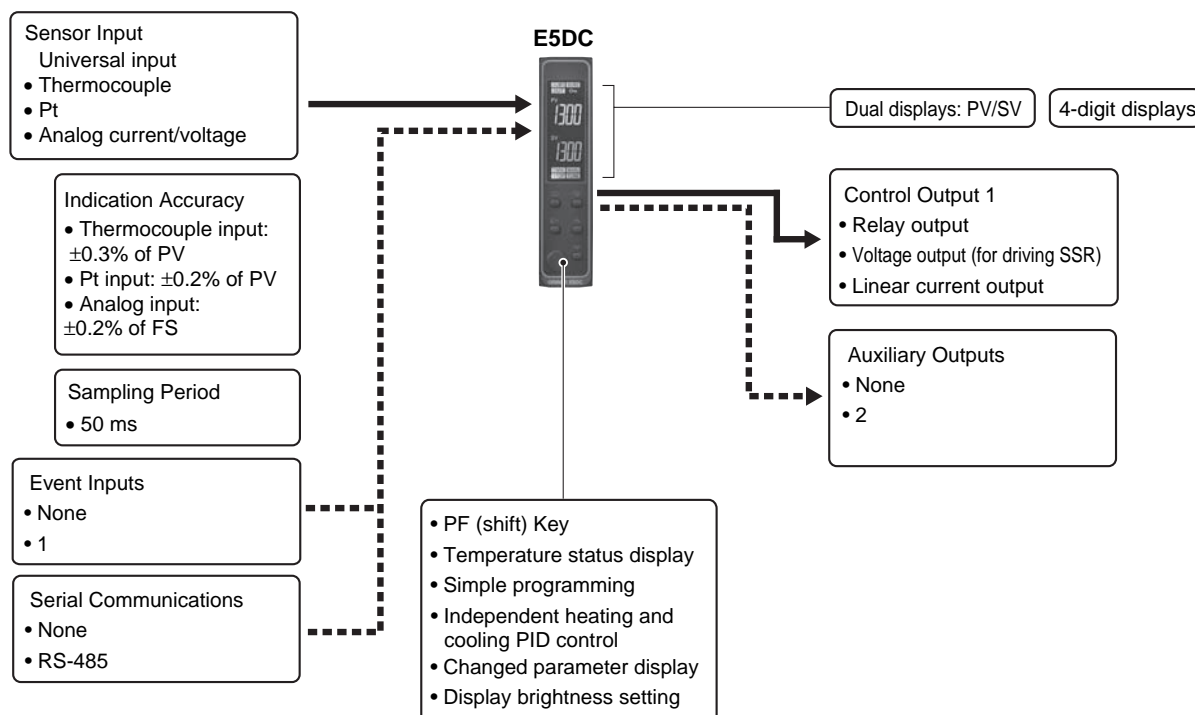 E5DC
Sensor Input
Universal input
• Thermocouple
• Pt
• Analog current/voltage
Indication Accuracy
• Thermocouple input:
±0.3% of PV
• Pt input: ±0.2% of PV
• Analog input:
±0.2% of FS
Sampling Period
• 50 ms
Event Inputs
• None
• 1
Serial Communications
• None
• RS-485
PV
1300
SV
1300
Dual displays: PV/SV
4-digit displays
Control Output 1
• Relay output
• Voltage output (for driving SSR)
• Linear current output
Auxiliary Outputs
• None
• 2
• PF (shift) Key
• Temperature status display
• Simple programming
• Independent heating and
cooling PID control
• Changed parameter display
• Display brightness setting